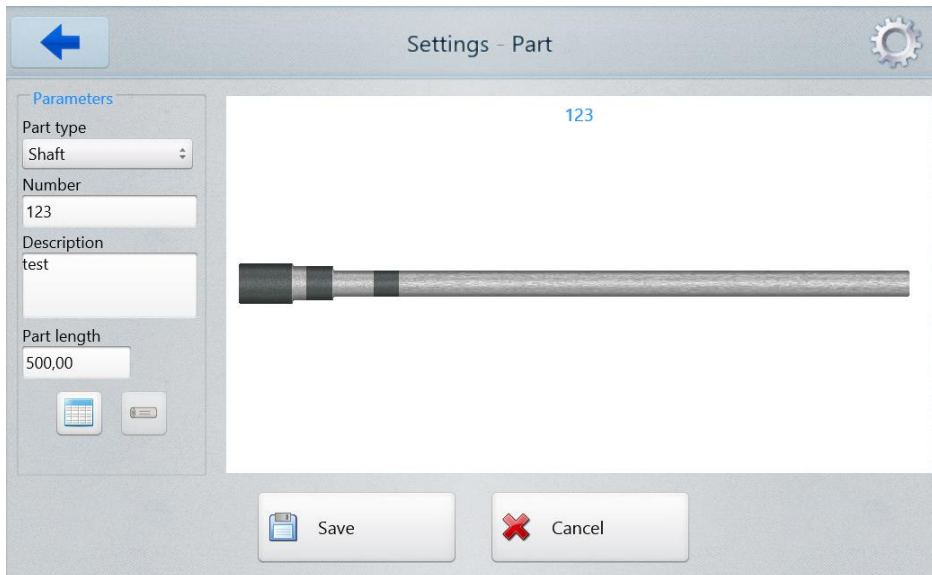 Settings - Part
Parameters
Part type
Shaft
Number
123
Description
test
Part length
500,00
123
Save
Cancel